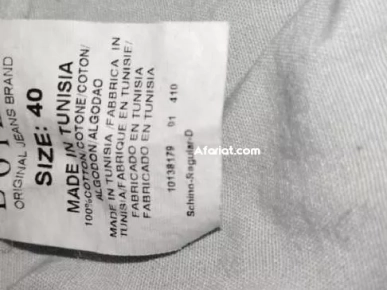 ORIGINAL JEANS BRAND
SIZE: 40
MADE IN TUNISIA
100%COTTON/COTONE/COTON/
ALGODON/ALGODAO
MADE IN TUNISIA /FABBRICA IN
TUNISIA/FABRIQUE EN TUNISIE/
FABRICADO EN TUNISIA
FABRICADO EN TUNISIA
10138179 01 410
Schino-Regular-D
Afariat.com